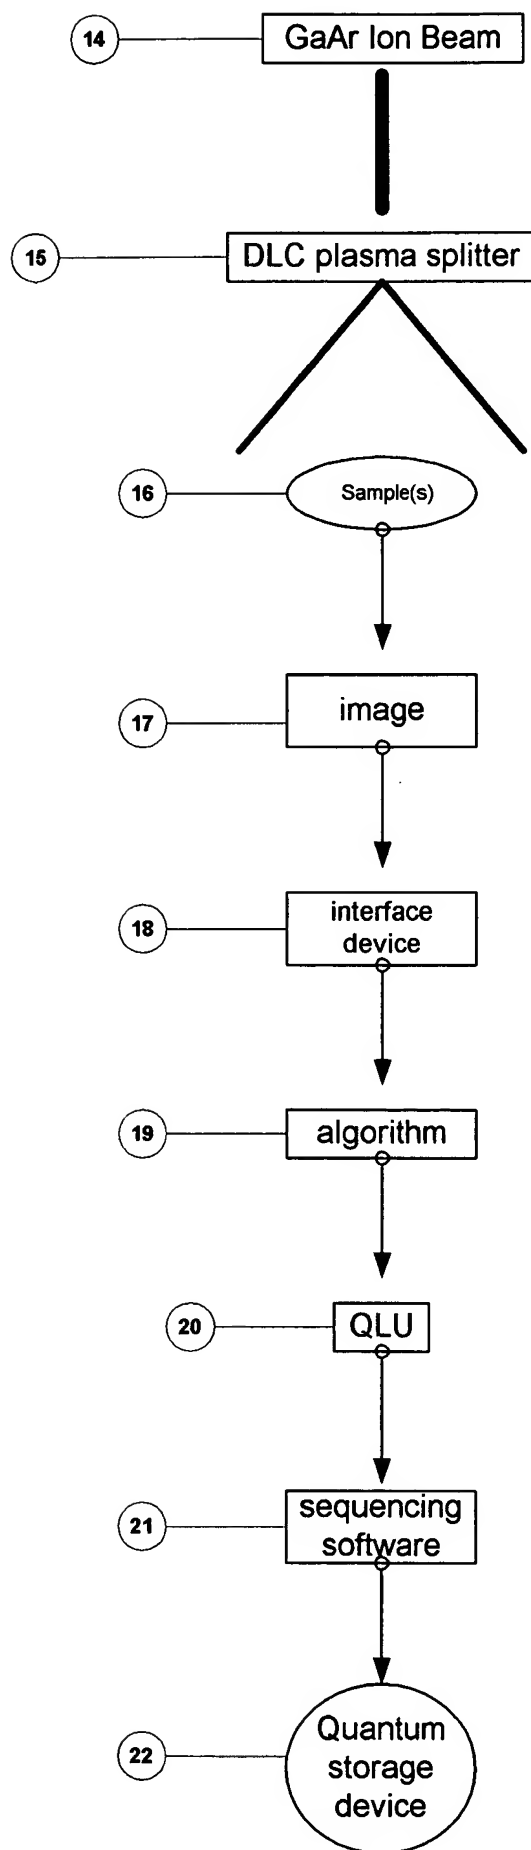 14
GaAr Ion Beam
15
DLC plasma splitter
16
Sample(s)
17
image
18
interface
device
19
algorithm
20
QLU
21
sequencing
software
22
Quantum
storage
device